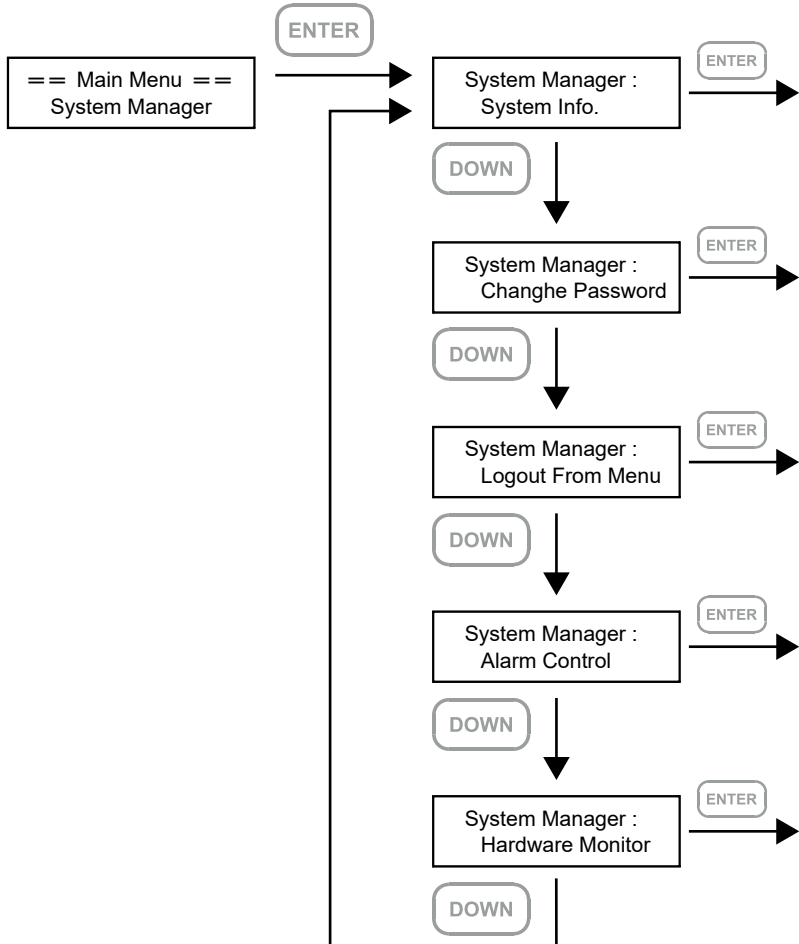 ENTER
== Main Menu ==
System Manager
System Manager :
System Info.
ENTER
DOWN
System Manager :
Changhe Password
ENTER
DOWN
System Manager :
Logout From Menu
ENTER
DOWN
System Manager :
Alarm Control
ENTER
DOWN
System Manager :
Hardware Monitor
ENTER
DOWN